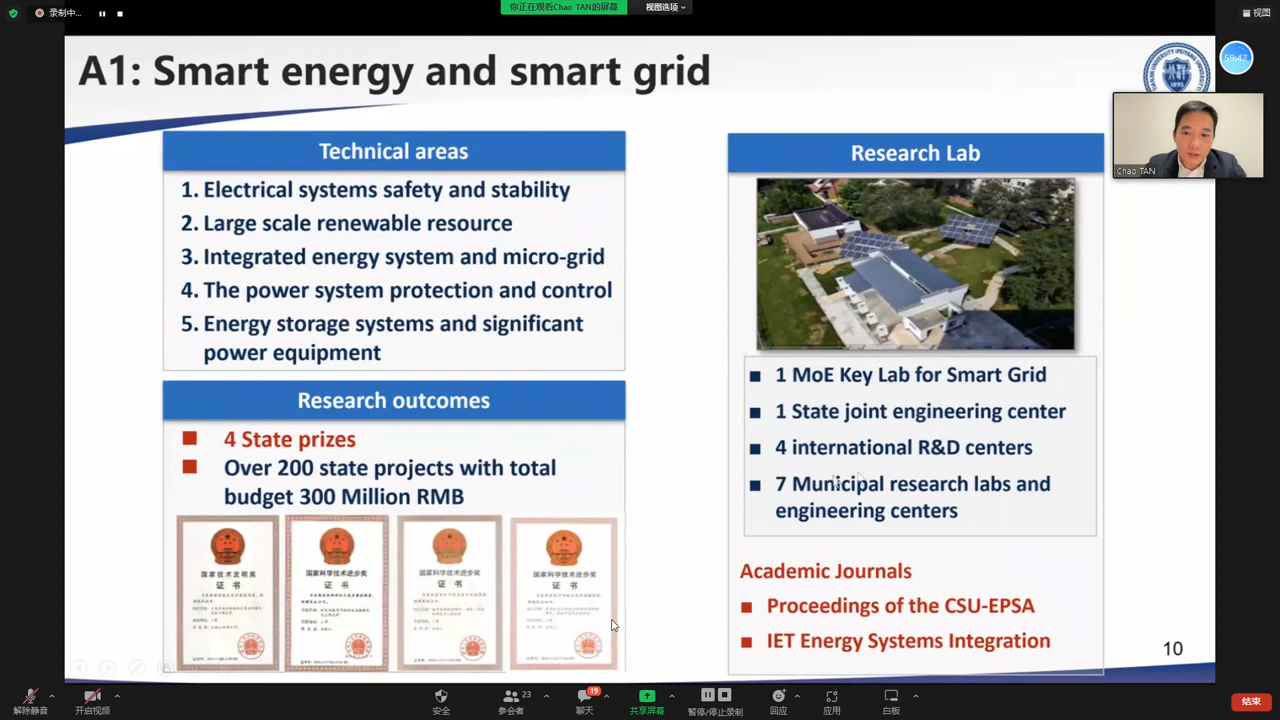 录制中...
你正在观看Chao TAN的屏幕
视图选项
视图
59:42
A1: Smart energy and smart grid
1895
Chao TAN
Technical areas
1. Electrical systems safety and stability
2. Large scale renewable resource
3. Integrated energy system and micro-grid
4. The power system protection and control
5. Energy storage systems and significant
power equipment
Research outcomes
4 State prizes
Over 200 state projects with total
budget 300 Million RMB
国家技术发明奖
证 书
国家科学技术进步奖
证 书
国家科学技术进步奖
证 书
国家科学技术进步奖
证 书
Research Lab
1 MoE Key Lab for Smart Grid
1 State joint engineering center
4 international R&D centers
7 Municipal research labs and
engineering centers
Academic Journals
Proceedings of the CSU-EPSA
IET Energy Systems Integration
10
解除静音
开启视频
安全
23
参会者
19
聊天
共享屏幕
暂停/停止录制
回应
应用
白板
结束